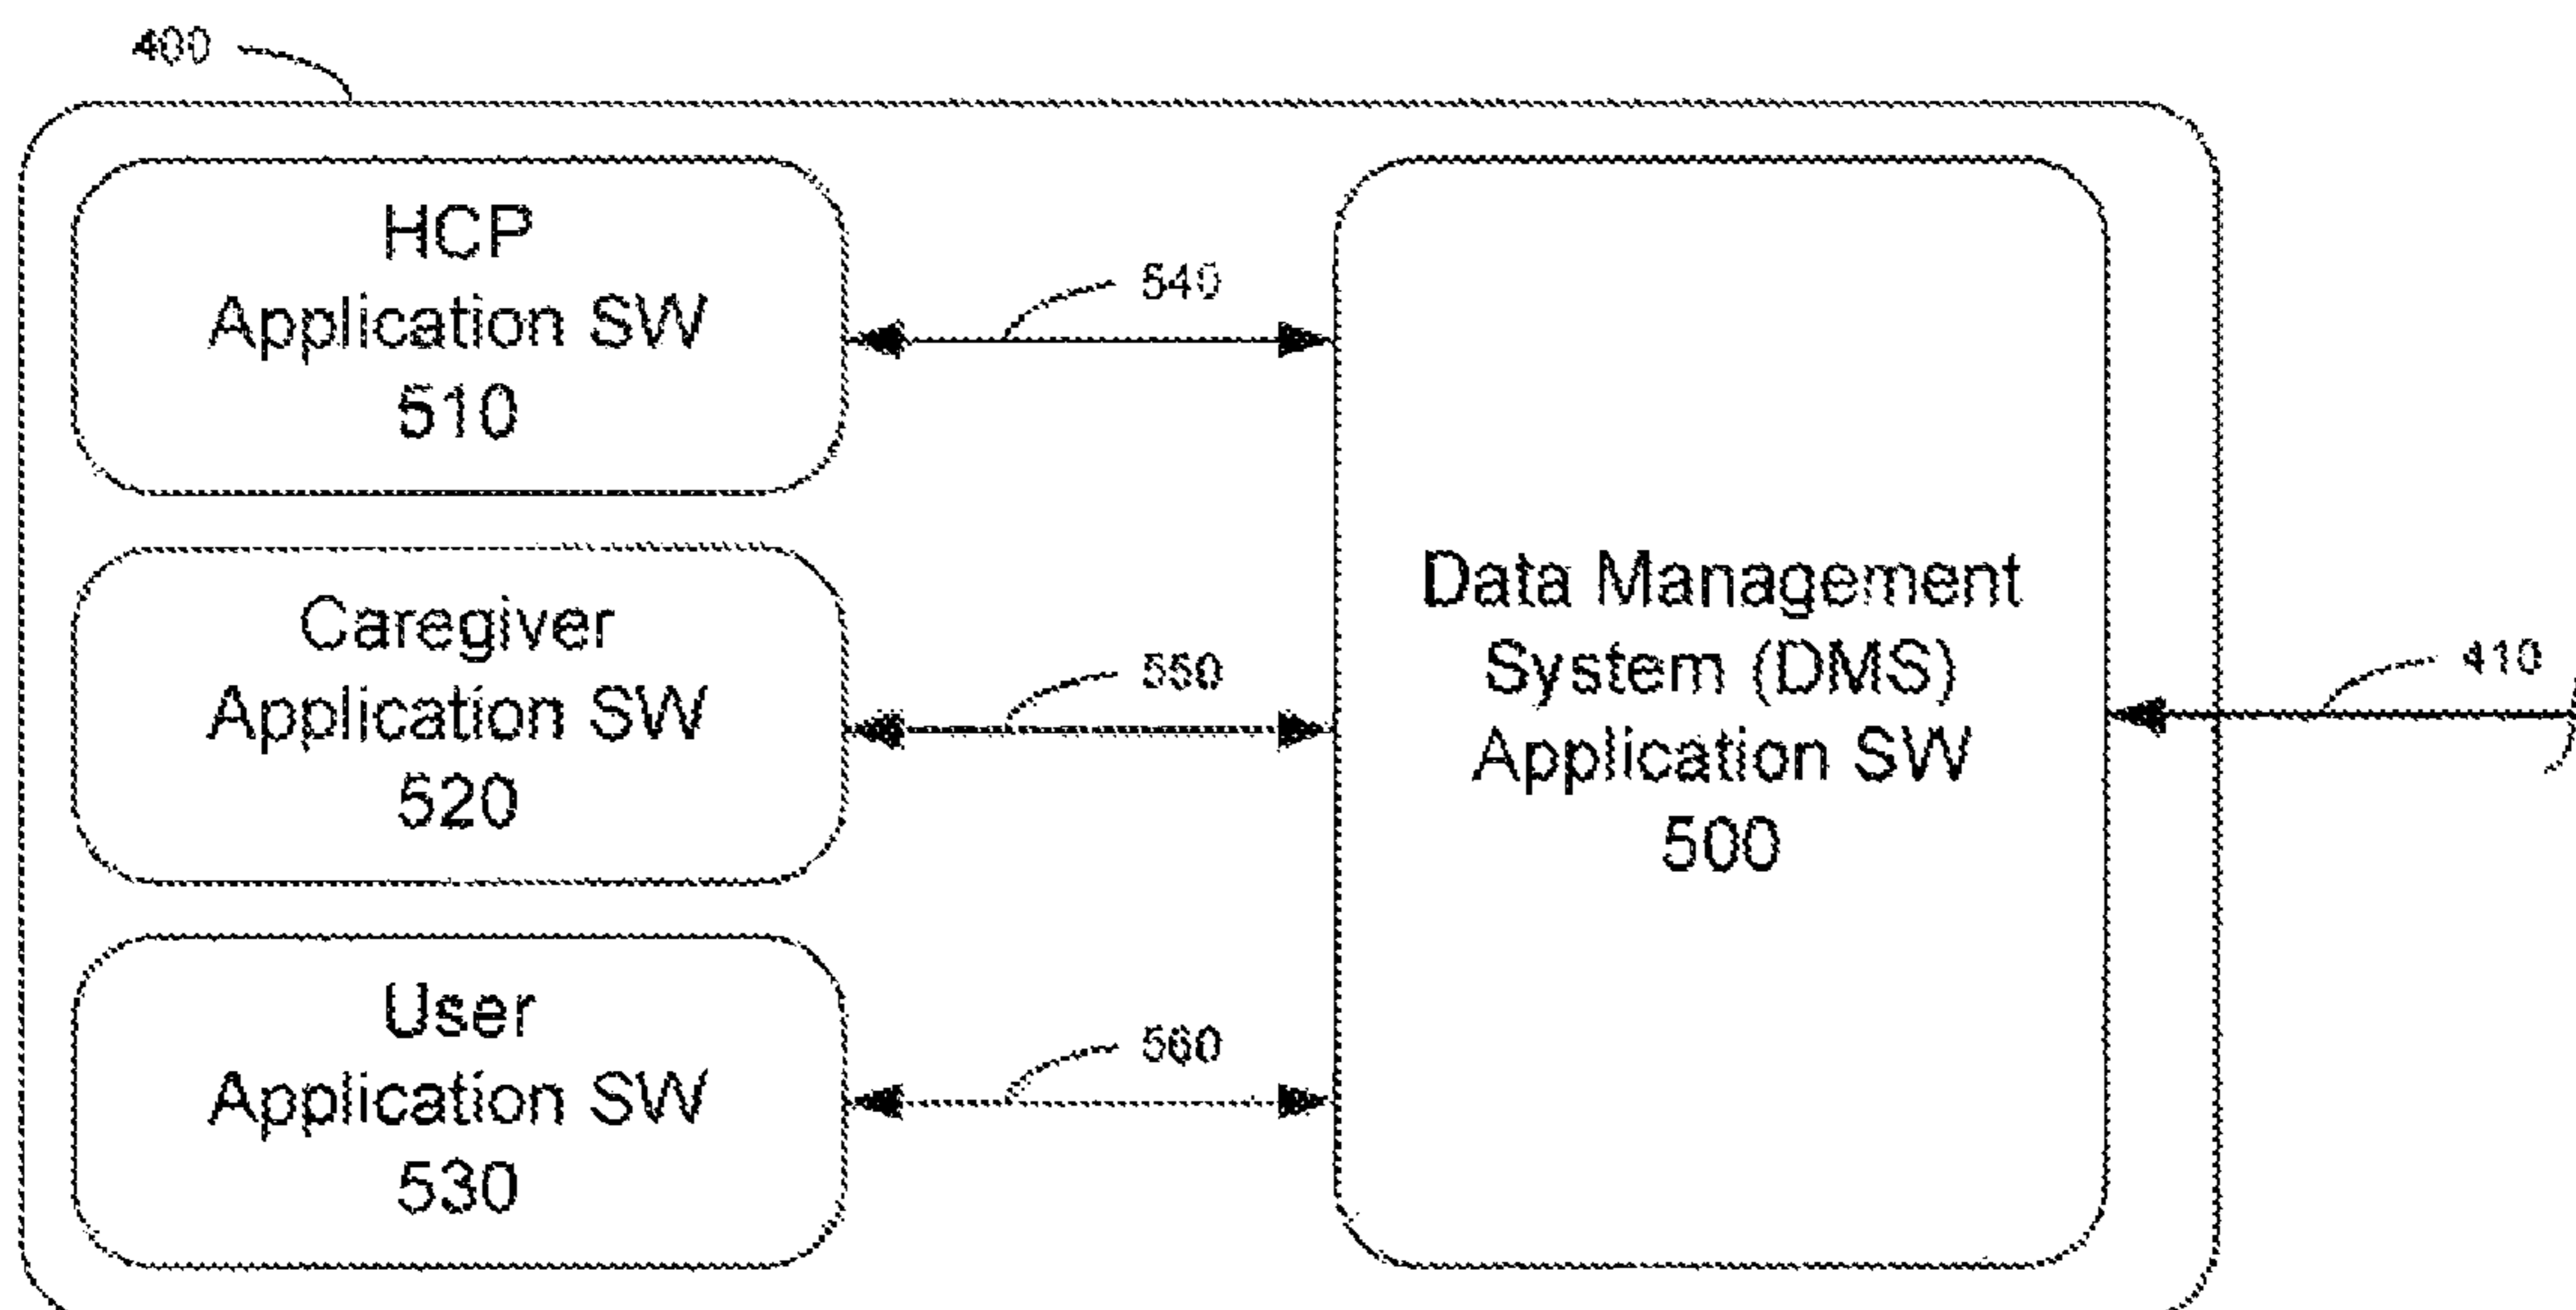 400
HCP
Application SW
510
540
Caregiver
Application SW
520
550
User
Application SW
530
560
Data Management
System (DMS)
Application SW
500
410